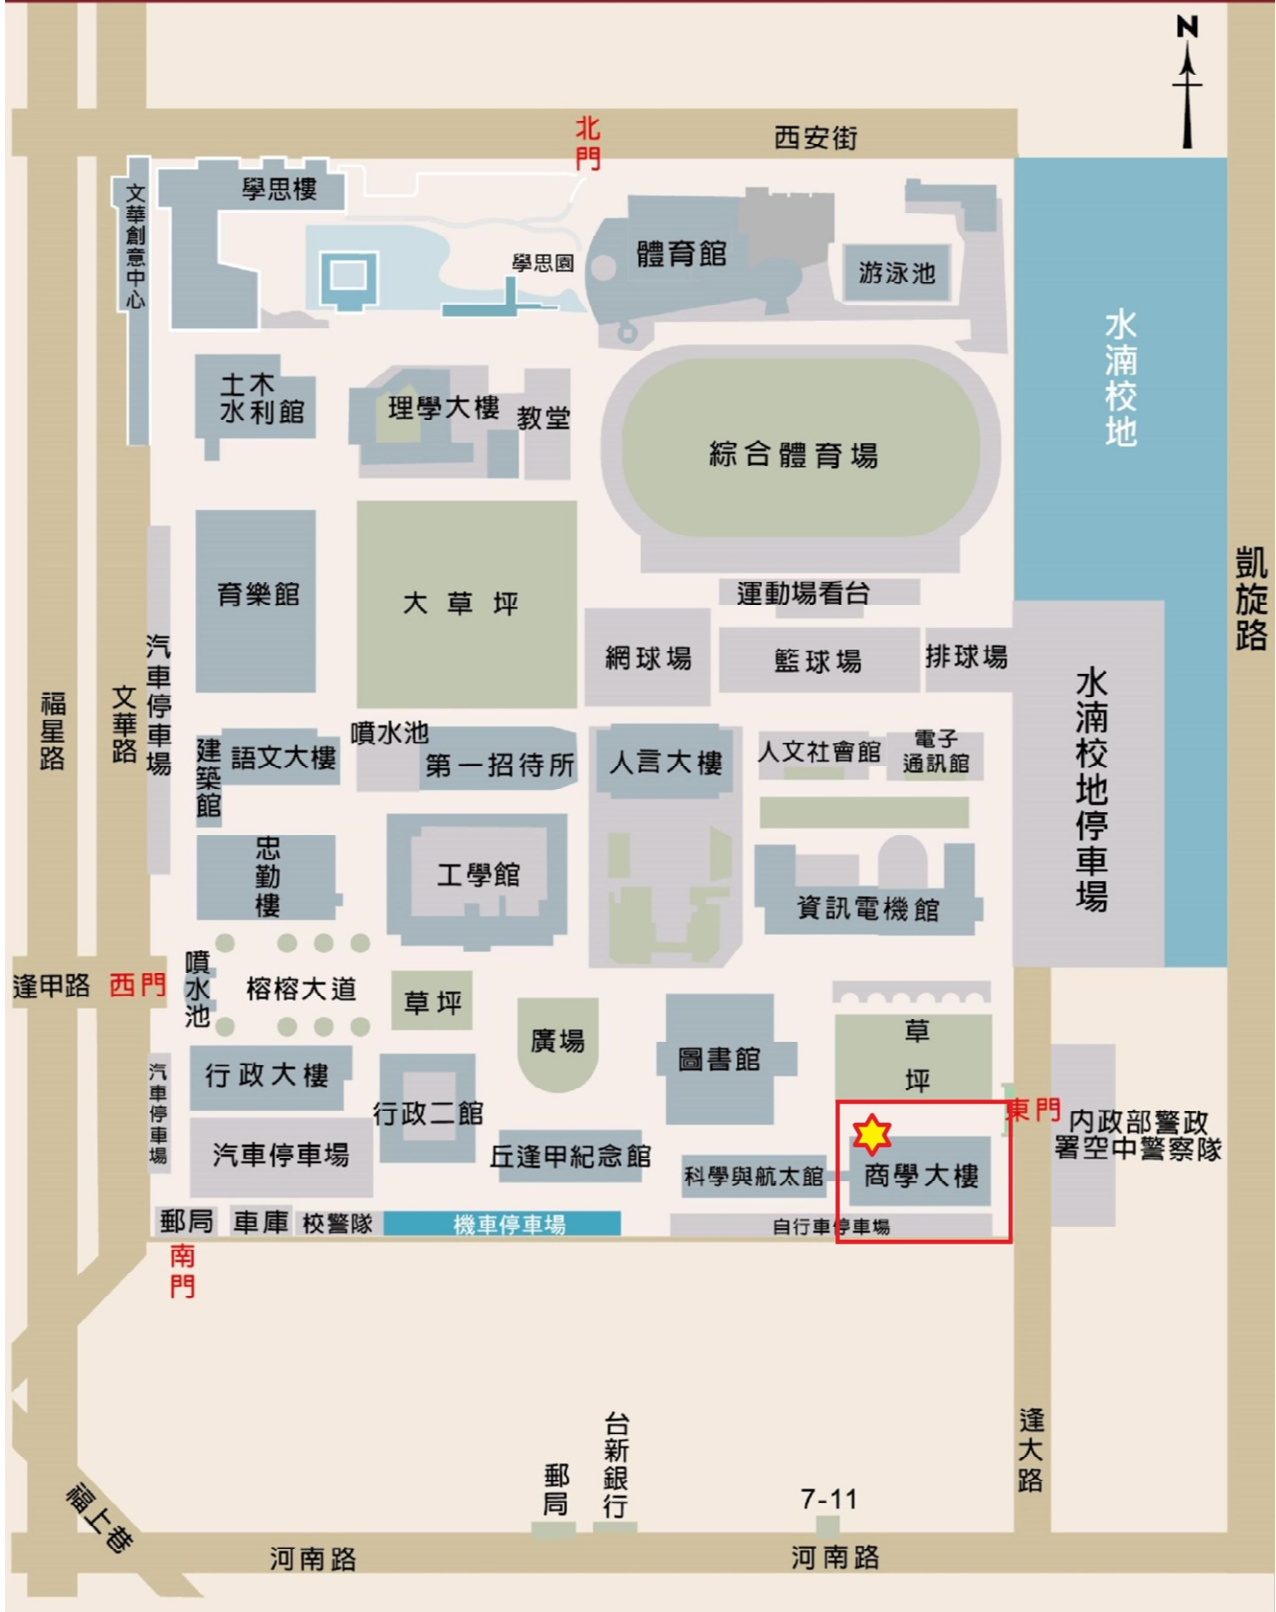 N
北門
西安街
文華創意中心
學思樓
學思園
體育館
游泳池
水湳校地
土木
水利館
理學大樓
教堂
綜合體育場
凱旋路
育樂館
大草坪
運動場看台
網球場
籃球場
排球場
汽車停車場
福星路
文華路
水湳校地停車場
建築館
語文大樓
噴水池
第一招待所
人言大樓
人文社會館
電子
通訊館
忠勤樓
工學館
資訊電機館
逢甲路
西門
噴水池
榕榕大道
草坪
廣場
圖書館
草坪
汽車停車場
行政大樓
行政二館
東門
內政部警政
署空中警察隊
汽車停車場
丘逢甲紀念館
科學與航太館
商學大樓
郵局
車庫
校警隊
機車停車場
自行車停車場
南門
逢大路
郵局
台新銀行
7-11
福上巷
河南路
河南路